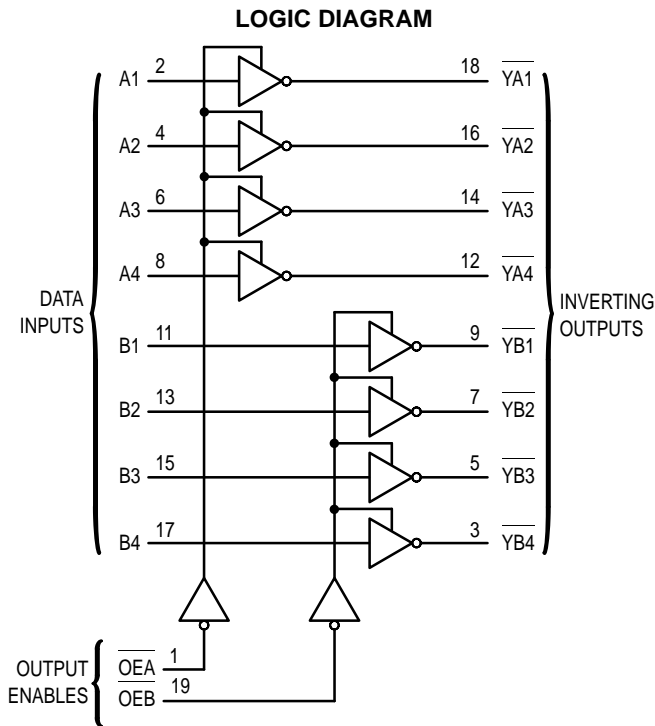 LOGIC DIAGRAM
A1 2 18 YA1
A2 4 16 YA2
A3 6 14 YA3
A4 8 12 YA4
DATA
INPUTS
INVERTING
OUTPUTS
B1 11 9 YB1
B2 13 7 YB2
B3 15 5 YB3
B4 17 3 YB4
OUTPUT
ENABLES
OEA 1
OEB 19